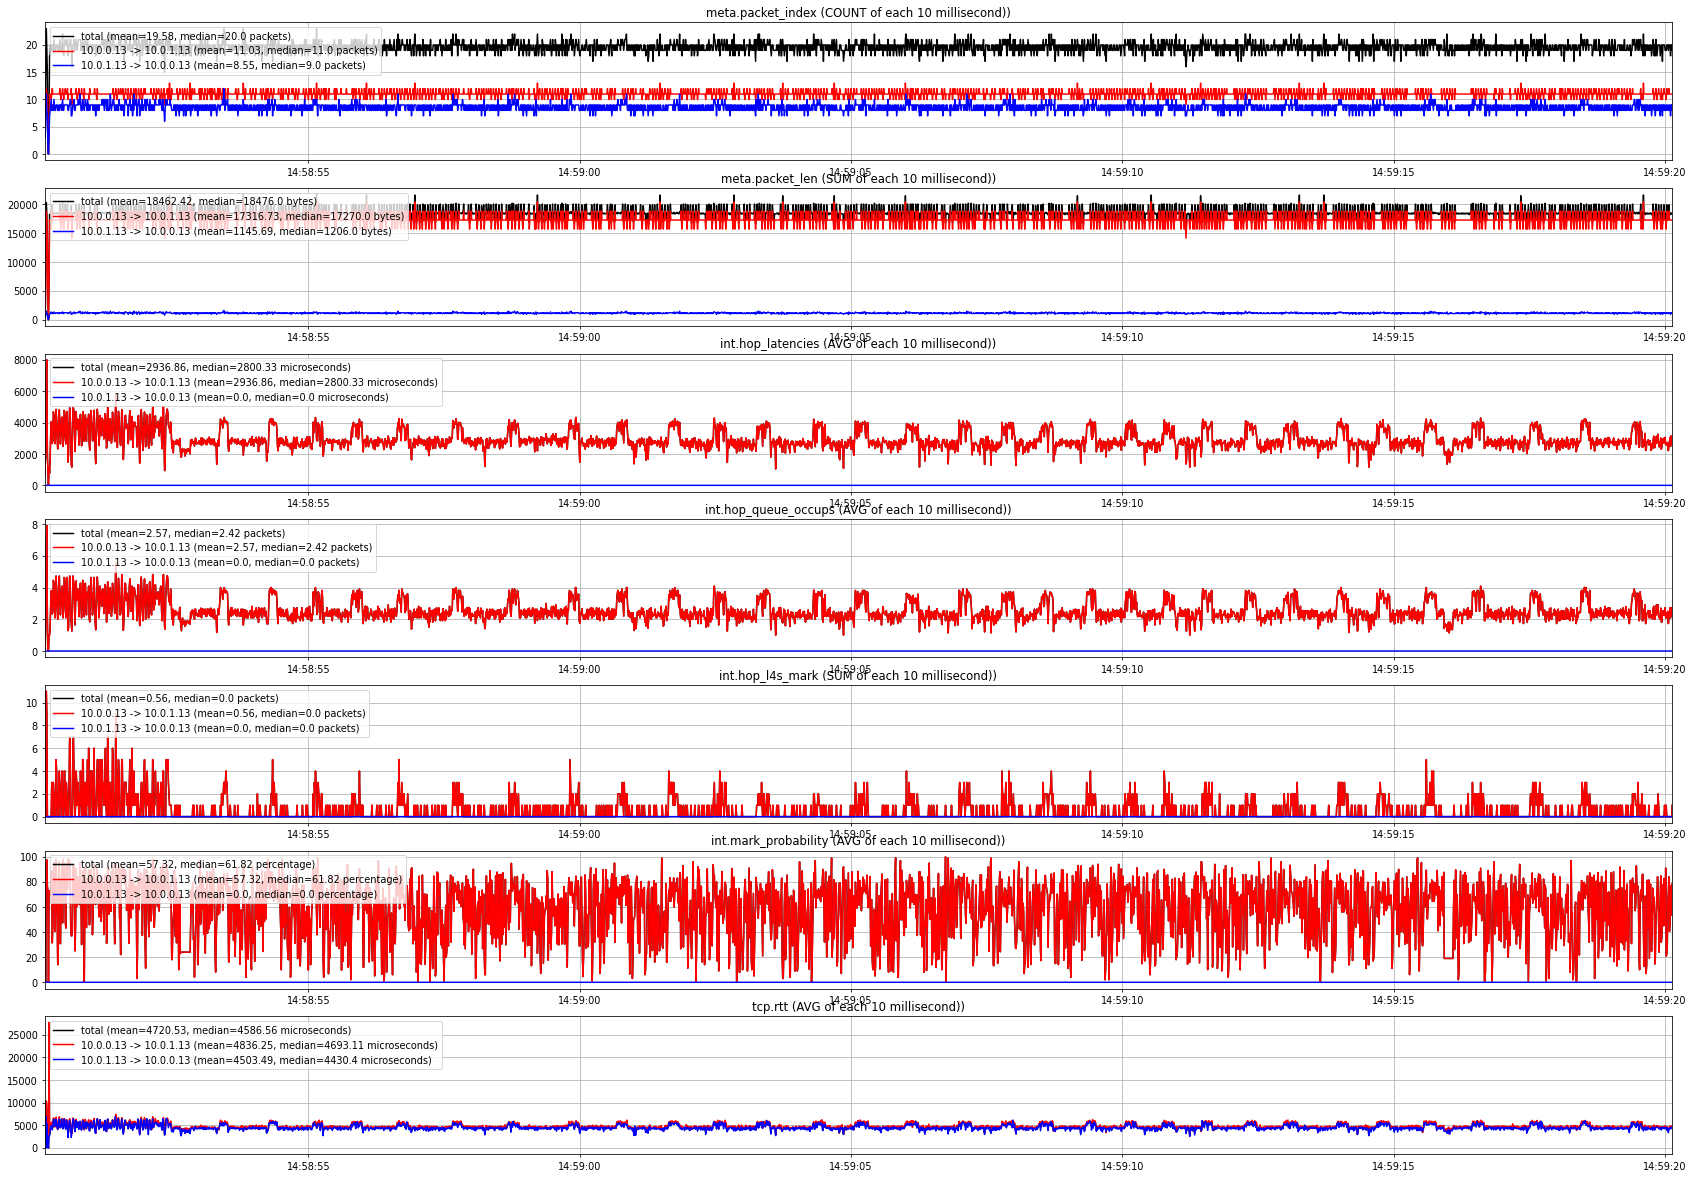 meta.packet_index (COUNT of each 10 millisecond))
total (mean=19.58, median=20.0 packets)
10.0.0.13 -> 10.0.1.13 (mean=11.03, median=11.0 packets)
10.0.1.13 -> 10.0.0.13 (mean=8.55, median=9.0 packets)
20
15
10
5
0
14:58:55 14:59:00 14:59:05 14:59:10 14:59:15 14:59:20
meta.packet_len (SUM of each 10 millisecond))
total (mean=18462.42, median=18476.0 bytes)
10.0.0.13 -> 10.0.1.13 (mean=17316.73, median=17270.0 bytes)
10.0.1.13 -> 10.0.0.13 (mean=1145.69, median=1206.0 bytes)
20000
15000
10000
5000
0
14:58:55 14:59:00 14:59:05 14:59:10 14:59:15 14:59:20
int.hop_latencies (AVG of each 10 millisecond))
total (mean=2936.86, median=2800.33 microseconds)
10.0.0.13 -> 10.0.1.13 (mean=2936.86, median=2800.33 microseconds)
10.0.1.13 -> 10.0.0.13 (mean=0.0, median=0.0 microseconds)
8000
6000
4000
2000
0
14:58:55 14:59:00 14:59:05 14:59:10 14:59:15 14:59:20
int.hop_queue_occups (AVG of each 10 millisecond))
total (mean=2.57, median=2.42 packets)
10.0.0.13 -> 10.0.1.13 (mean=2.57, median=2.42 packets)
10.0.1.13 -> 10.0.0.13 (mean=0.0, median=0.0 packets)
8
6
4
2
0
14:58:55 14:59:00 14:59:05 14:59:10 14:59:15 14:59:20
int.hop_l4s_mark (SUM of each 10 millisecond))
total (mean=0.56, median=0.0 packets)
10.0.0.13 -> 10.0.1.13 (mean=0.56, median=0.0 packets)
10.0.1.13 -> 10.0.0.13 (mean=0.0, median=0.0 packets)
10
8
6
4
2
0
14:58:55 14:59:00 14:59:05 14:59:10 14:59:15 14:59:20
int.mark_probability (AVG of each 10 millisecond))
total (mean=57.32, median=61.82 percentage)
10.0.0.13 -> 10.0.1.13 (mean=57.32, median=61.82 percentage)
10.0.1.13 -> 10.0.0.13 (mean=0.0, median=0.0 percentage)
100
80
60
40
20
0
14:58:55 14:59:00 14:59:05 14:59:10 14:59:15 14:59:20
tcp.rtt (AVG of each 10 millisecond))
total (mean=4720.53, median=4586.56 microseconds)
10.0.0.13 -> 10.0.1.13 (mean=4836.25, median=4693.11 microseconds)
10.0.1.13 -> 10.0.0.13 (mean=4503.49, median=4430.4 microseconds)
25000
20000
15000
10000
5000
0
14:58:55 14:59:00 14:59:05 14:59:10 14:59:15 14:59:20